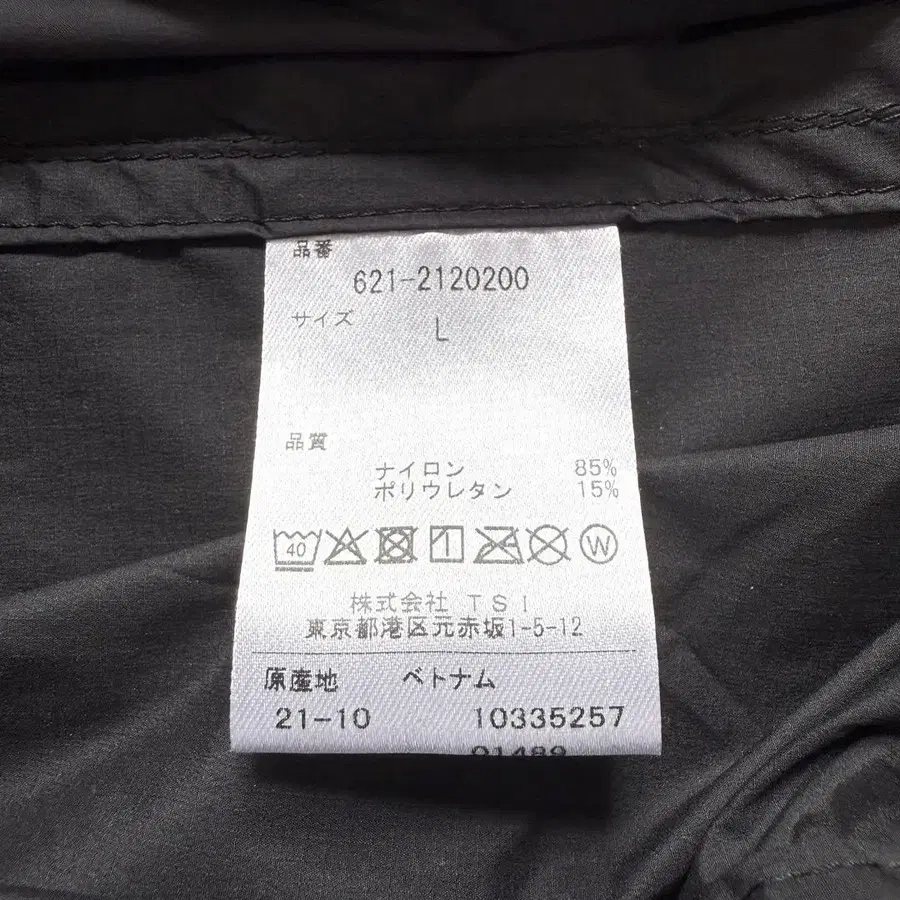 品番
621-2120200
サイズ
L
品質
ナイロン 85%
ポリウレタン 15%
40 W
株式会社 TSI
東京都港区元赤坂1-5-12
原産地 ベトナム
21-10 10335257